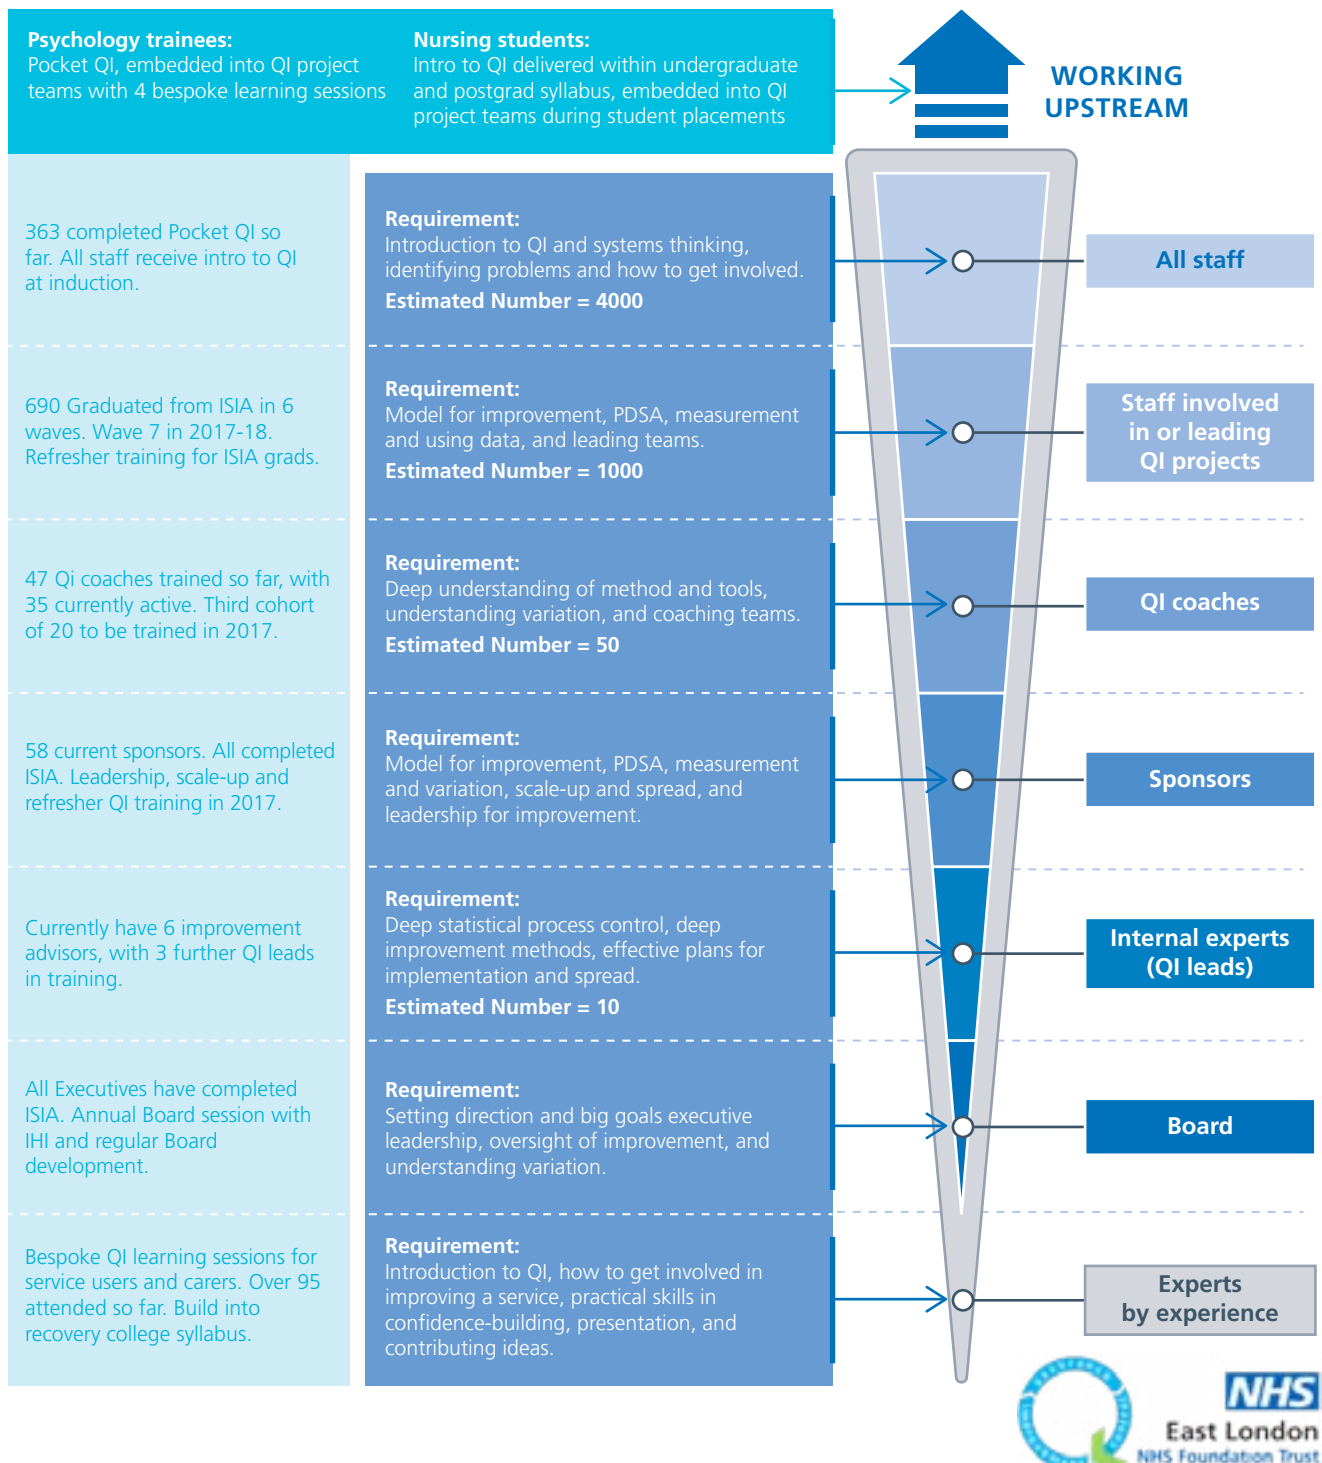 Psychology trainees:
Pocket QI, embedded into QI project
teams with 4 bespoke learning sessions
Nursing students:
Intro to QI delivered within undergraduate
and postgrad syllabus, embedded into QI
project teams during student placements
WORKING
UPSTREAM
363 completed Pocket QI so
far. All staff receive intro to QI
at induction.
Requirement:
Introduction to QI and systems thinking,
identifying problems and how to get involved.
Estimated Number = 4000
All staff
690 Graduated from ISIA in 6
waves. Wave 7 in 2017-18.
Refresher training for ISIA grads.
Requirement:
Model for improvement, PDSA, measurement
and using data, and leading teams.
Estimated Number = 1000
Staff involved
in or leading
QI projects
47 Qi coaches trained so far, with
35 currently active. Third cohort
of 20 to be trained in 2017.
Requirement:
Deep understanding of method and tools,
understanding variation, and coaching teams.
Estimated Number = 50
QI coaches
58 current sponsors. All completed
ISIA. Leadership, scale-up and
refresher QI training in 2017.
Requirement:
Model for improvement, PDSA, measurement
and variation, scale-up and spread, and
leadership for improvement.
Sponsors
Currently have 6 improvement
advisors, with 3 further QI leads
in training.
Requirement:
Deep statistical process control, deep
improvement methods, effective plans for
implementation and spread.
Estimated Number = 10
Internal experts
(QI leads)
All Executives have completed
ISIA. Annual Board session with
IHI and regular Board
development.
Requirement:
Setting direction and big goals executive
leadership, oversight of improvement, and
understanding variation.
Board
Bespoke QI learning sessions for
service users and carers. Over 95
attended so far. Build into
recovery college syllabus.
Requirement:
Introduction to QI, how to get involved in
improving a service, practical skills in
confidence-building, presentation, and
contributing ideas.
Experts
by experience
NHS
East London
NHS Foundation Trust